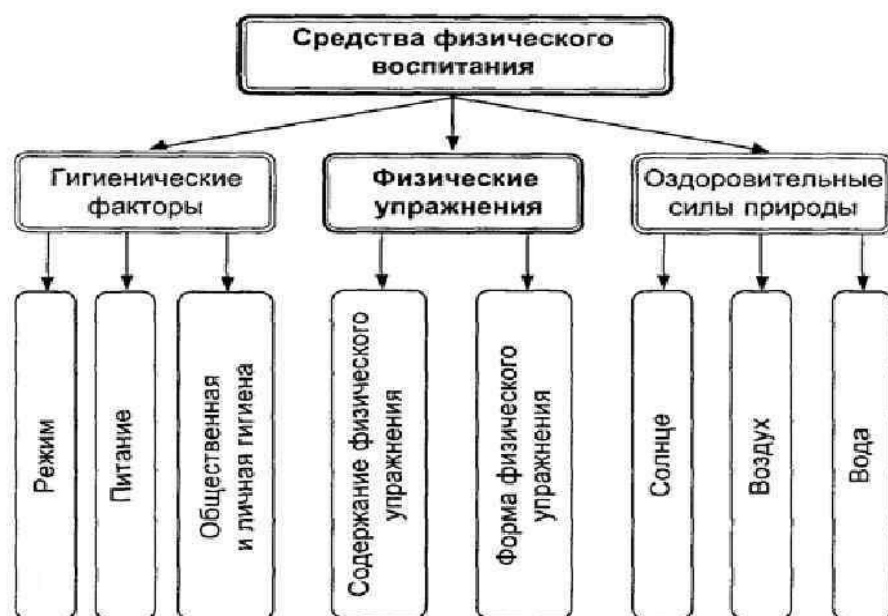 Средства физического
воспитания
Гигиенические
факторы
Физические
упражнения
Оздоровительные
силы природы
Режим
Питание
Общественная
и личная гигиена
Содержание физического
упражнения
Форма физического
упражнения
Солнце
Воздух
Вода